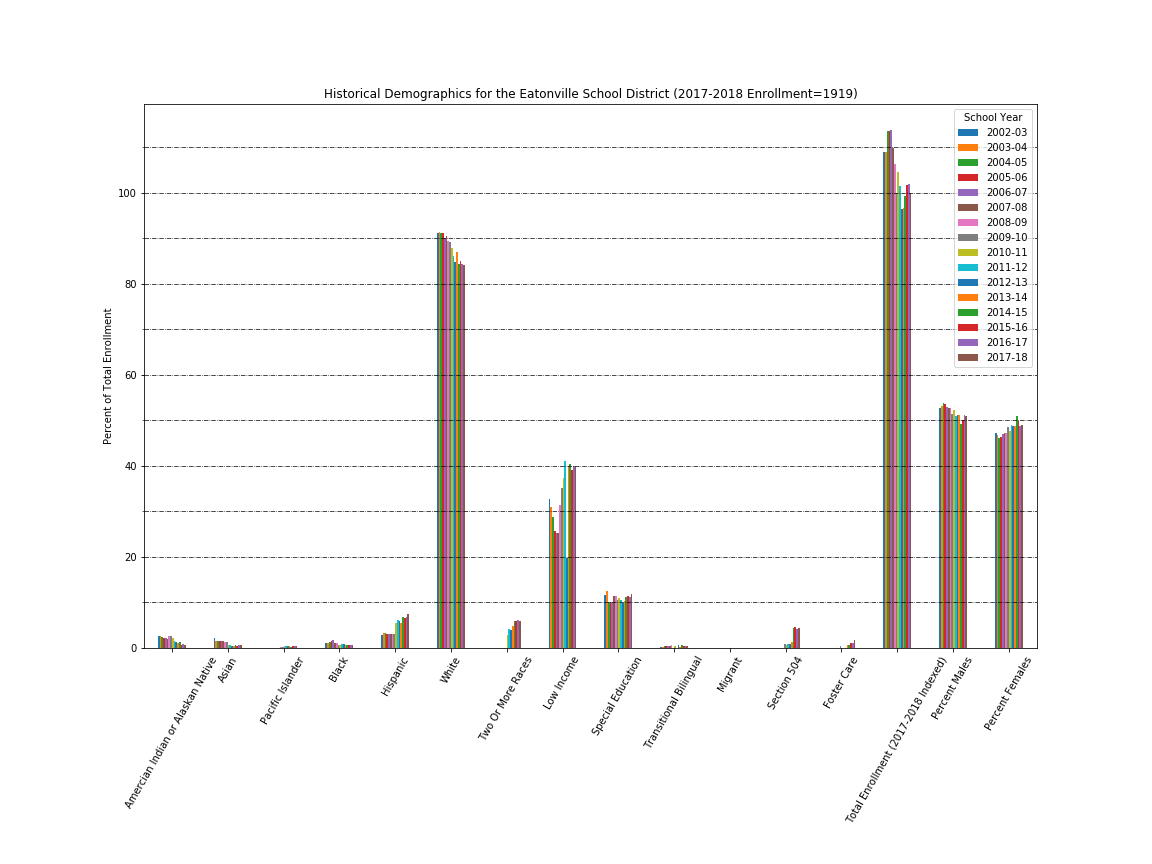 Historical Demographics for the Eatonville School District (2017-2018 Enrollment=1919)
School Year
2002-03
2003-04
2004-05
2005-06
2006-07
2007-08
2008-09
2009-10
2010-11
2011-12
2012-13
2013-14
2014-15
2015-16
2016-17
2017-18
Percent of Total Enrollment
100
80
60
40
20
0
Amercian Indian or Alaskan Native
Asian
Pacific Islander
Black
Hispanic
White
Two Or More Races
Low Income
Special Education
Transitional Bilingual
Migrant
Section 504
Foster Care
Total Enrollment (2017-2018 Indexed)
Percent Males
Percent Females